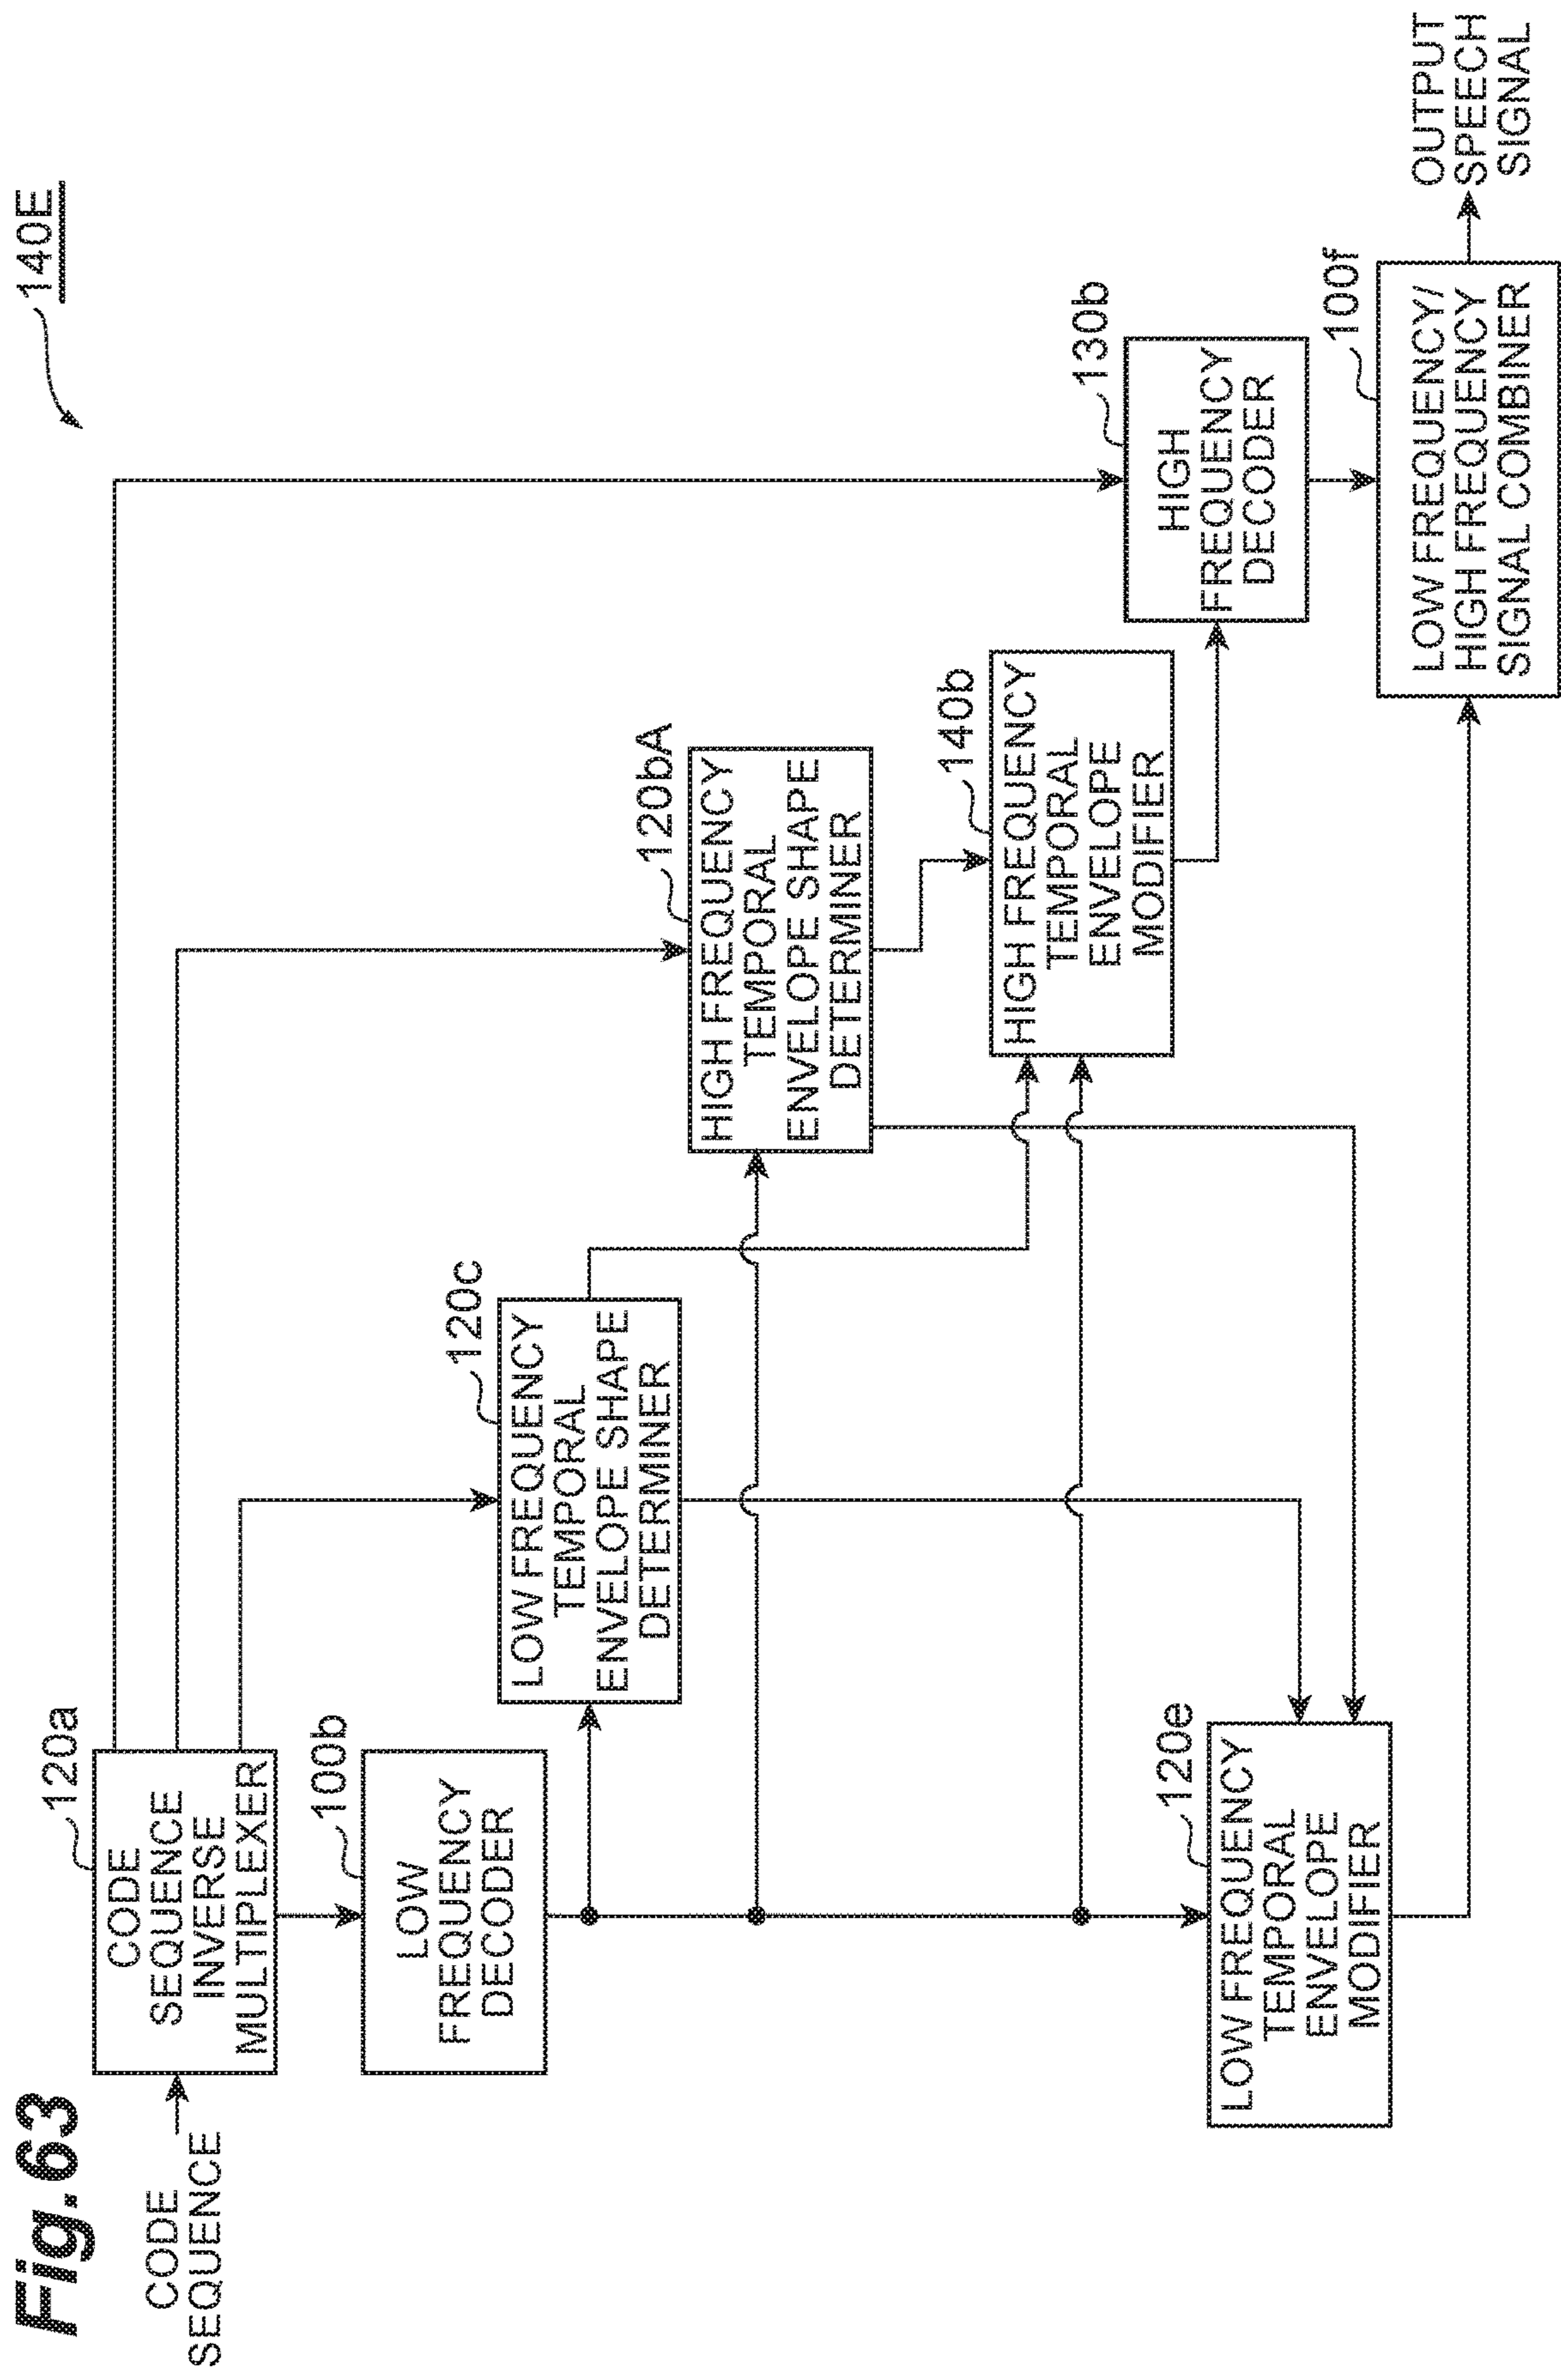 Fig.63
140E
CODE
SEQUENCE
120a
CODE
SEQUENCE
INVERSE
MULTIPLEXER
100b
LOW
FREQUENCY
DECODER
120c
LOW FREQUENCY
TEMPORAL
ENVELOPE SHAPE
DETERMINER
120bA
HIGH FREQUENCY
TEMPORAL
ENVELOPE SHAPE
DETERMINER
140b
HIGH FREQUENCY
TEMPORAL
ENVELOPE
MODIFIER
130b
HIGH
FREQUENCY
DECODER
120e
LOW FREQUENCY
TEMPORAL
ENVELOPE
MODIFIER
100f
LOW FREQUENCY/
HIGH FREQUENCY
SIGNAL COMBINER
OUTPUT
SPEECH
SIGNAL